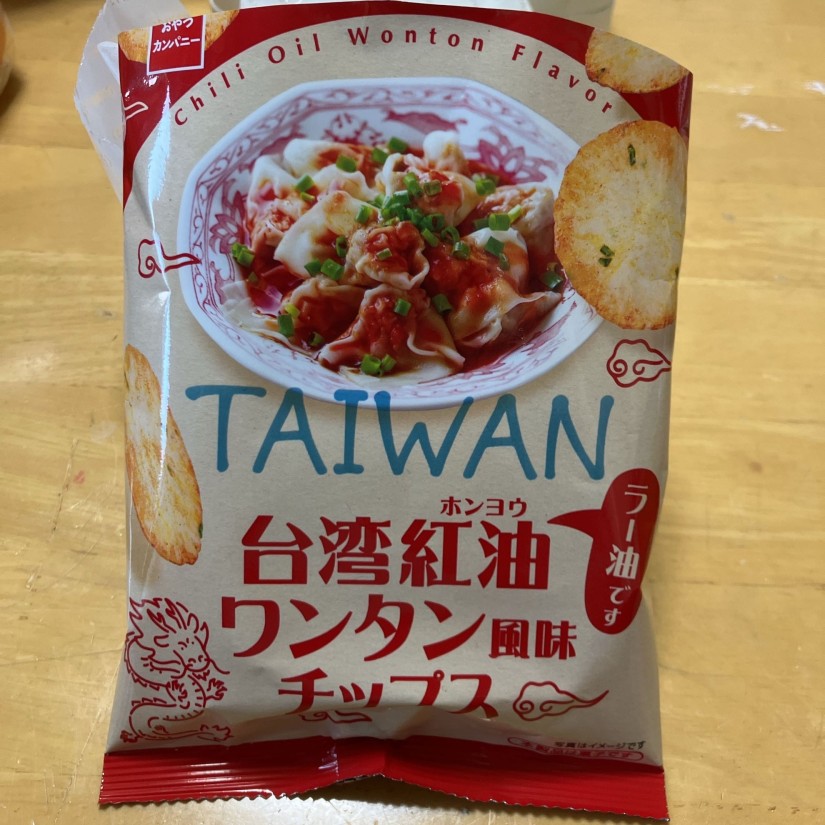 おやつ
カンパニー
Chili Oil Wonton Flavor
TAIWAN
ホンヨウ
台湾紅油
ラー油です
ワンタン風味
チップス
写真はイメージです